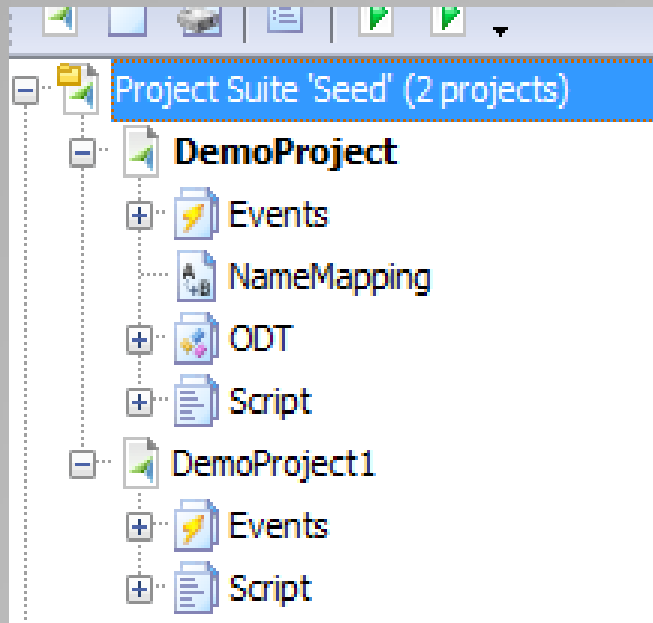 Project Suite 'Seed' (2 projects)
DemoProject
Events
NameMapping
ODT
Script
DemoProject1
Events
Script